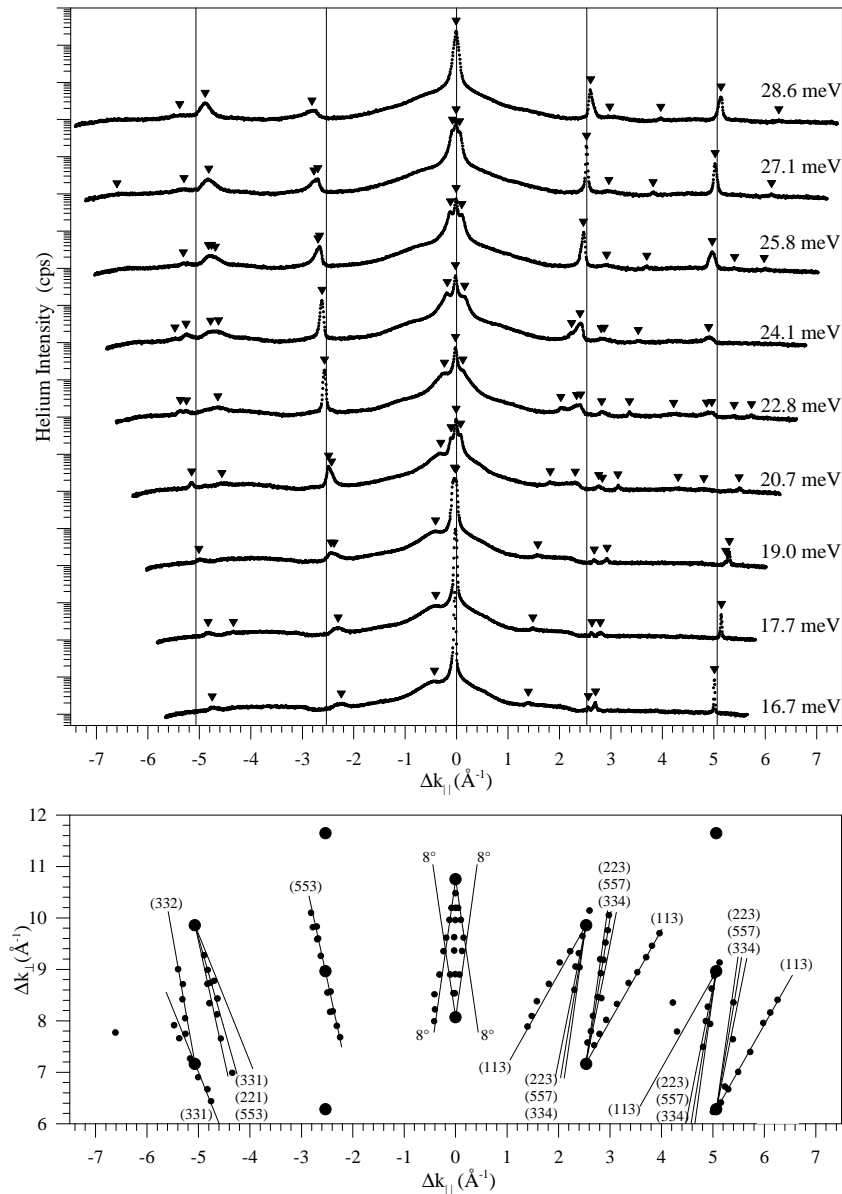 28.6 meV
27.1 meV
25.8 meV
24.1 meV
22.8 meV
20.7 meV
19.0 meV
17.7 meV
16.7 meV
Helium Intensity (cps)
-7 -6 -5 -4 -3 -2 -1 0 1 2 3 4 5 6 7
Δk|| (Å-1)
12
11
10
9
8
7
6
Δk⊥(Å-1)
8° 8°
(223)
(557)
(334)
(553)
(332)
(113)
(223)
(557)
(334)
(113)
8° 8°
(113)
(331)
(221)
(553)
(331)
(223)
(557)
(334)
(113)
(223)
(557)
(334)
-7 -6 -5 -4 -3 -2 -1 0 1 2 3 4 5 6 7
Δk|| (Å-1)